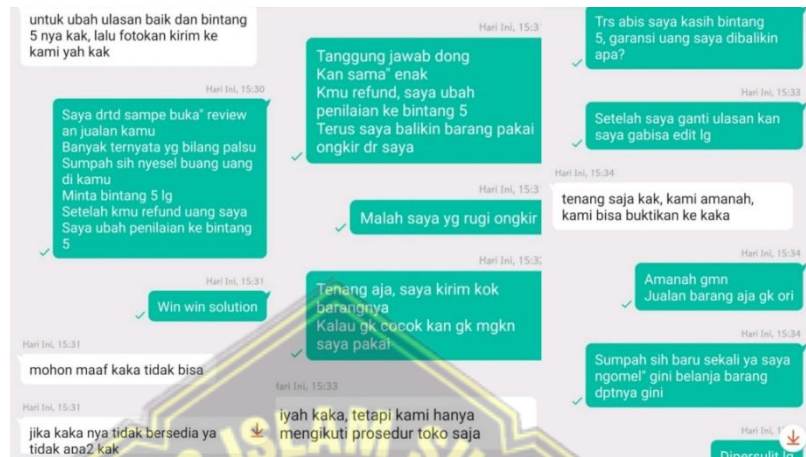 untuk ubah ulasan baik dan bintang
5 nya kak, lalu fotokan kirim ke
kami yah kak
Hari Ini, 15:30
Saya drtd sampe buka" review
an jualan kamu
Banyak ternyata yg bilang palsu
Sumpah sih nyesel buang uang
di kamu
Minta bintang 5 lg
Setelah kmu refund uang saya
Saya ubah penilaian ke bintang
5
Hari Ini, 15:31
Win win solution
Hari Ini, 15:31
mohon maaf kaka tidak bisa
Hari Ini, 15:31
jika kaka nya tidak bersedia ya
tidak apa2 kak
Hari Ini, 15:3
Tanggung jawab dong
Kan sama" enak
Kmu refund, saya ubah
penilaian ke bintang 5
Terus saya balikin barang pakai
ongkir dr saya
Hari Ini, 15:3
Malah saya yg rugi ongkir
Hari Ini, 15:32
Tenang aja, saya kirim kok
barangnya
Kalau gk cocok kan gk mgkn
saya pakai
Hari Ini, 15:33
iyah kaka, tetapi kami hanya
mengikuti prosedur toko saja
Trs abis saya kasih bintang
5, garansi uang saya dibalikin
apa?
Hari Ini, 15:33
Setelah saya ganti ulasan kan
saya gabisa edit lg
Hari Ini, 15:34
tenang saja kak, kami amanah,
kami bisa buktikan ke kaka
Hari Ini, 15:34
Amanah gmn
Jualan barang aja gk ori
Hari Ini, 15:34
Sumpah sih baru sekali ya saya
ngomel" gini belanja barang
dptnya gini
Hari Ini,
Dipersulit lg
ISLAM